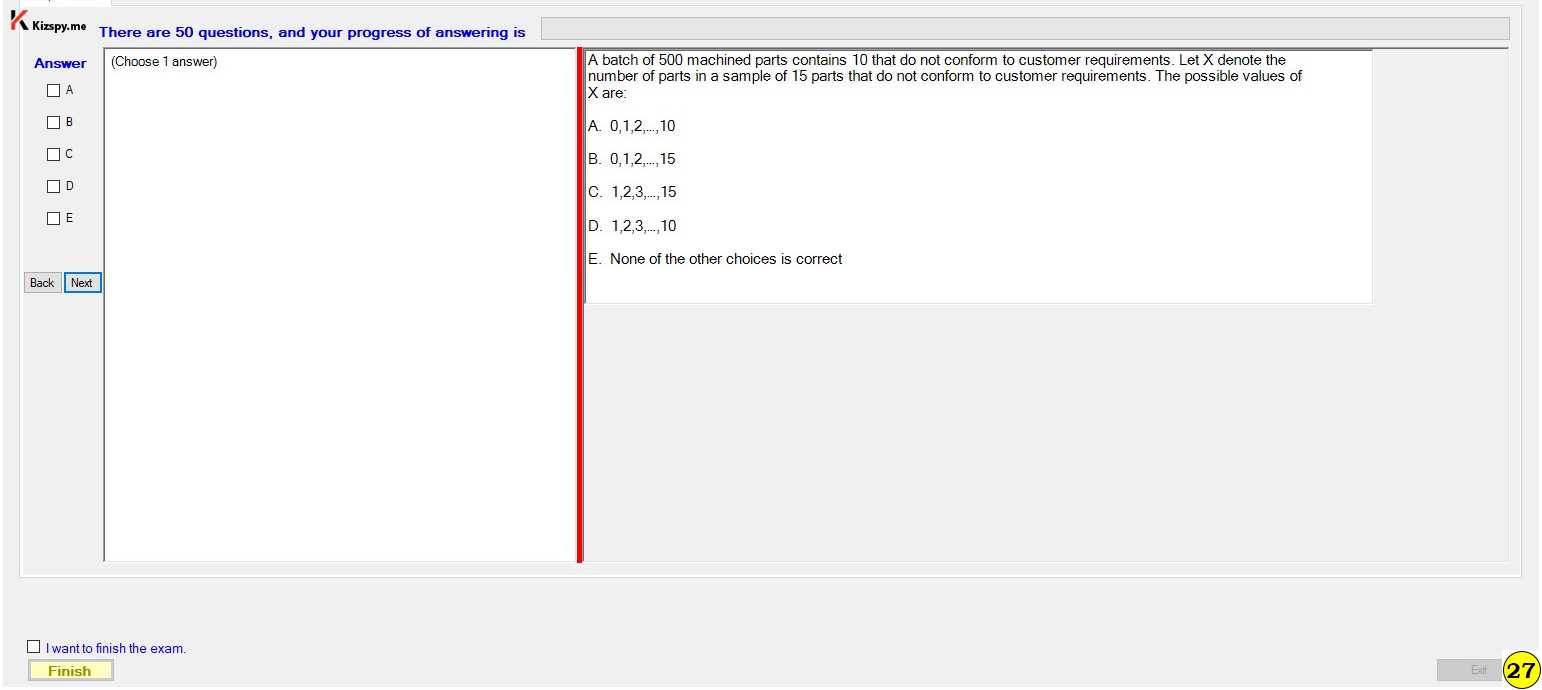 Kizspy.me
There are 50 questions, and your progress of answering is
Answer
(Choose 1 answer)
A
B
C
D
E
Back
Next
A batch of 500 machined parts contains 10 that do not conform to customer requirements. Let X denote the
number of parts in a sample of 15 parts that do not conform to customer requirements. The possible values of
X are:
A. 0,1,2,...,10
B. 0,1,2,...,15
C. 1,2,3,...,15
D. 1,2,3,...,10
E. None of the other choices is correct
I want to finish the exam.
Finish
Exit
27